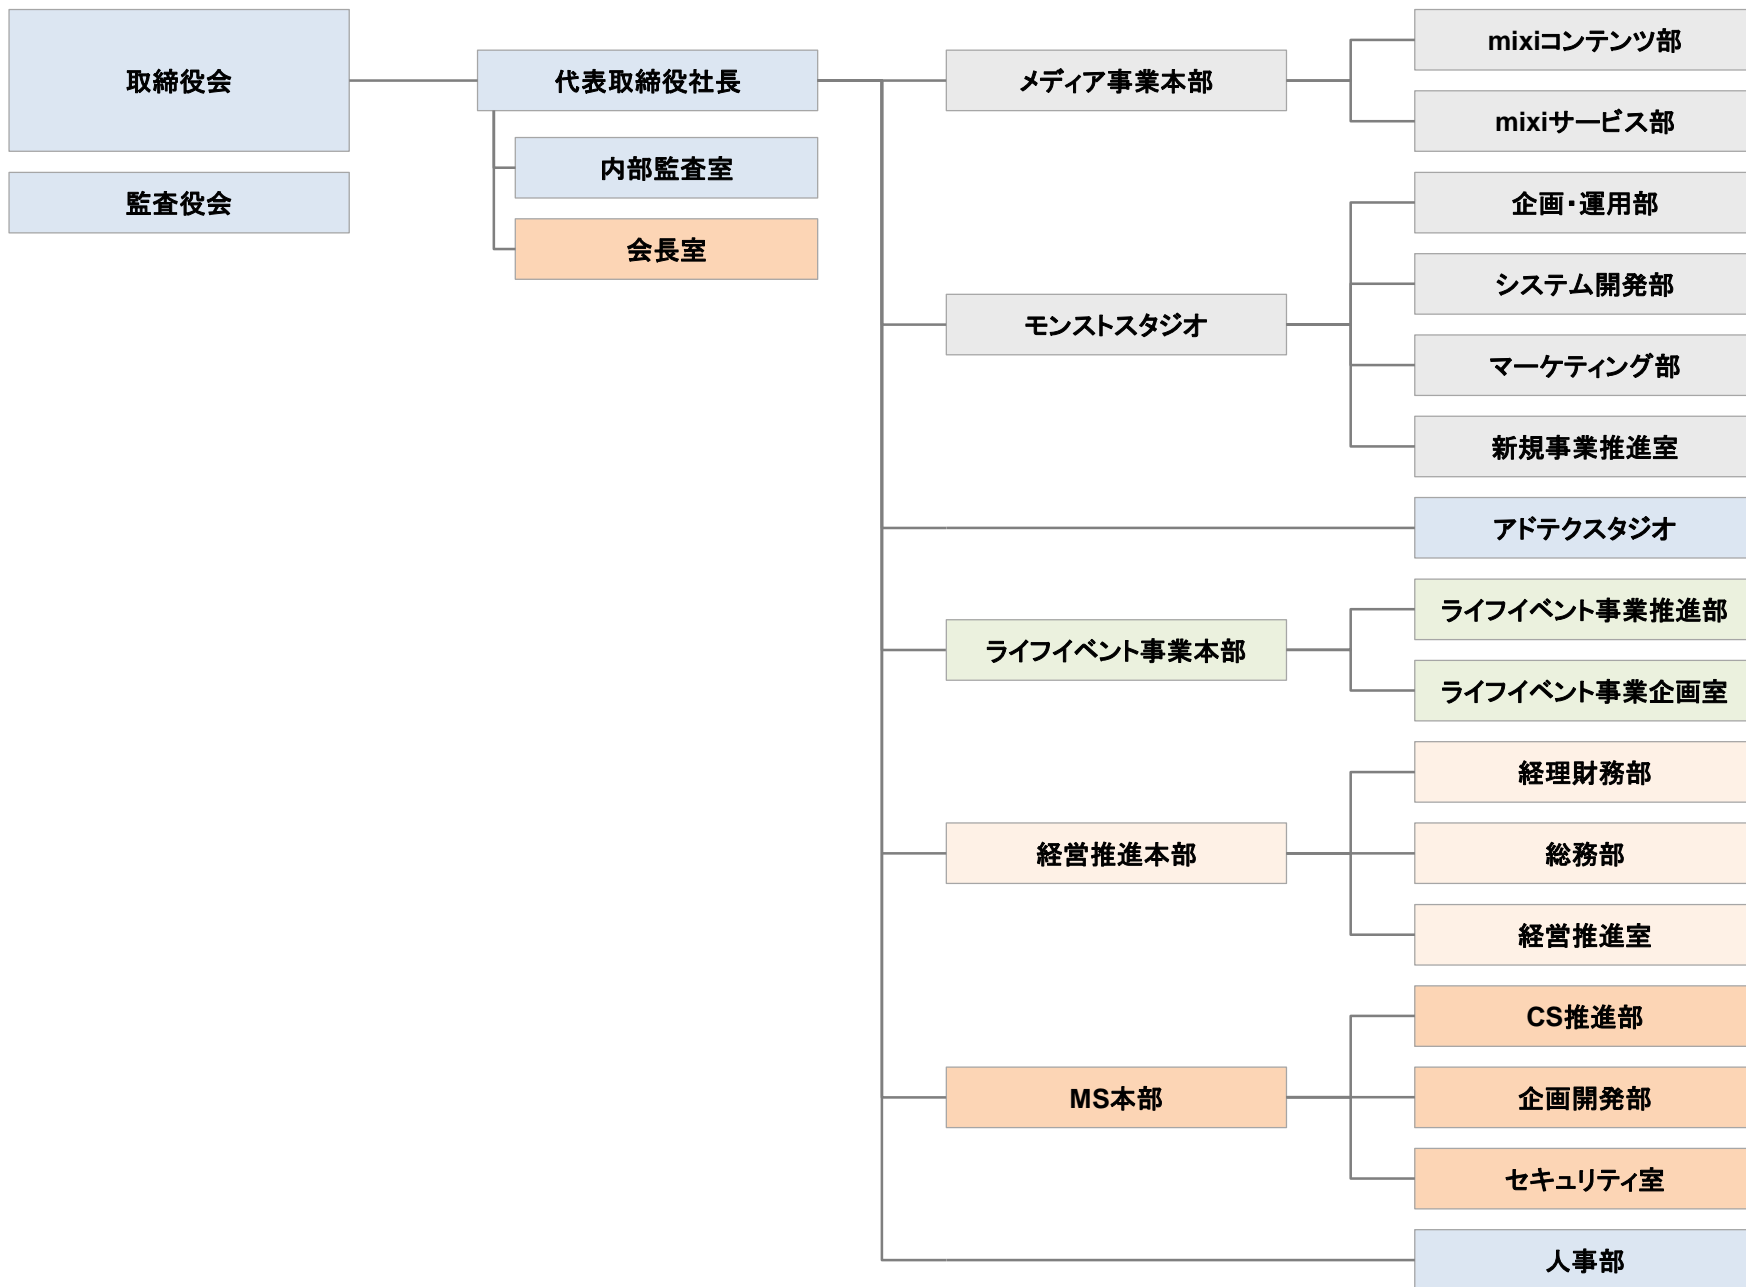 取締役会
監査役会
代表取締役社長
内部監査室
会長室
メディア事業本部
mixiコンテンツ部
mixiサービス部
モンストスタジオ
企画・運用部
システム開発部
マーケティング部
新規事業推進室
アドテクスタジオ
ライフイベント事業本部
ライフイベント事業推進部
ライフイベント事業企画室
経営推進本部
経理財務部
総務部
経営推進室
MS本部
CS推進部
企画開発部
セキュリティ室
人事部